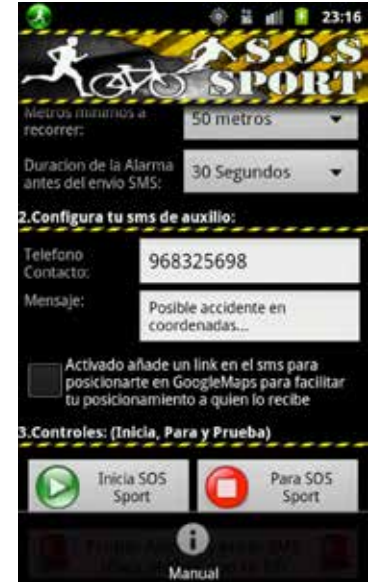 23:16
S.O.S
SPORT
Metros minimos a
recorrer:
50 metros
Duracion de la Alarma
antes del envio SMS:
30 Segundos
2.Configura tu sms de
auxilio:
Telefono
Contacto:
968325698
Mensaje:
Posible accidente en
coordenadas...
Activado añade un link en el sms para
posicionarte en GoogleMaps para facilitar
tu posicionamiento a quien lo recibe
3.Controles: (Inicia, Para y Prueba)
Inicia SOS
Sport
Para SOS
Sport
Manual